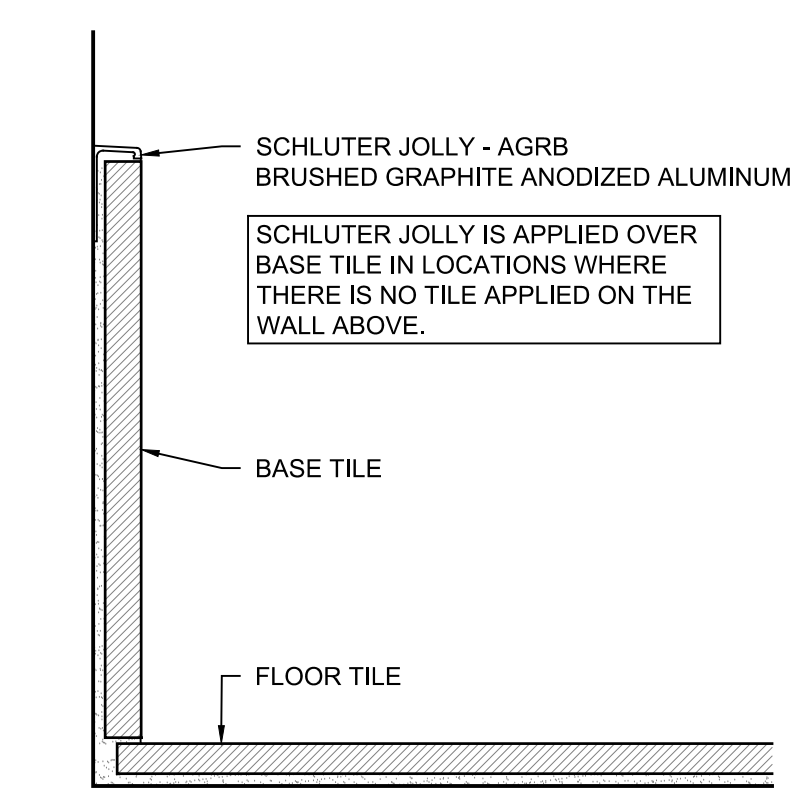 SCHLUTER JOLLY - AGRB
BRUSHED GRAPHITE ANODIZED ALUMINUM
SCHLUTER JOLLY IS APPLIED OVER
BASE TILE IN LOCATIONS WHERE
THERE IS NO TILE APPLIED ON THE
WALL ABOVE.
BASE TILE
FLOOR TILE